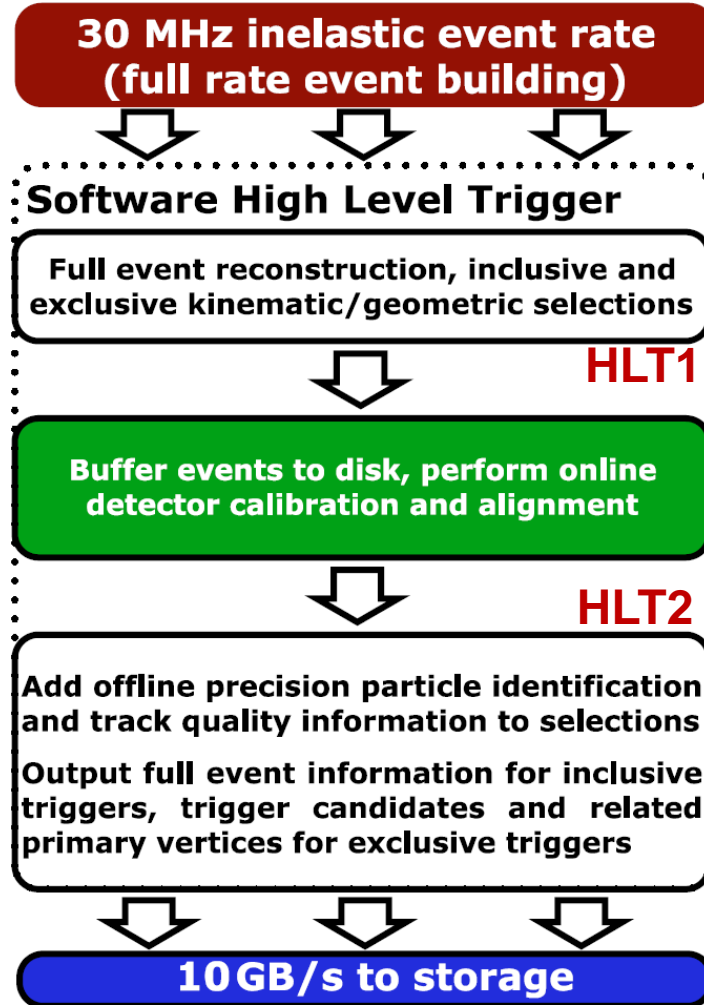 30 MHz inelastic event rate
(full rate event building)
Software High Level Trigger
Full event reconstruction, inclusive and
exclusive kinematic/geometric selections
HLT1
Buffer events to disk, perform online
detector calibration and alignment
HLT2
Add offline precision particle identification
and track quality information to selections
Output full event information for inclusive
triggers, trigger candidates and related
primary vertices for exclusive triggers
10 GB/s to storage